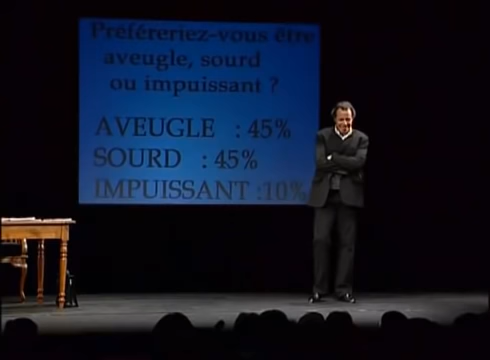 Préféreriez-vous être
aveugle, sourd
ou impuissant ?
AVEUGLE : 45%
SOURD : 45%
IMPUISSANT :10%